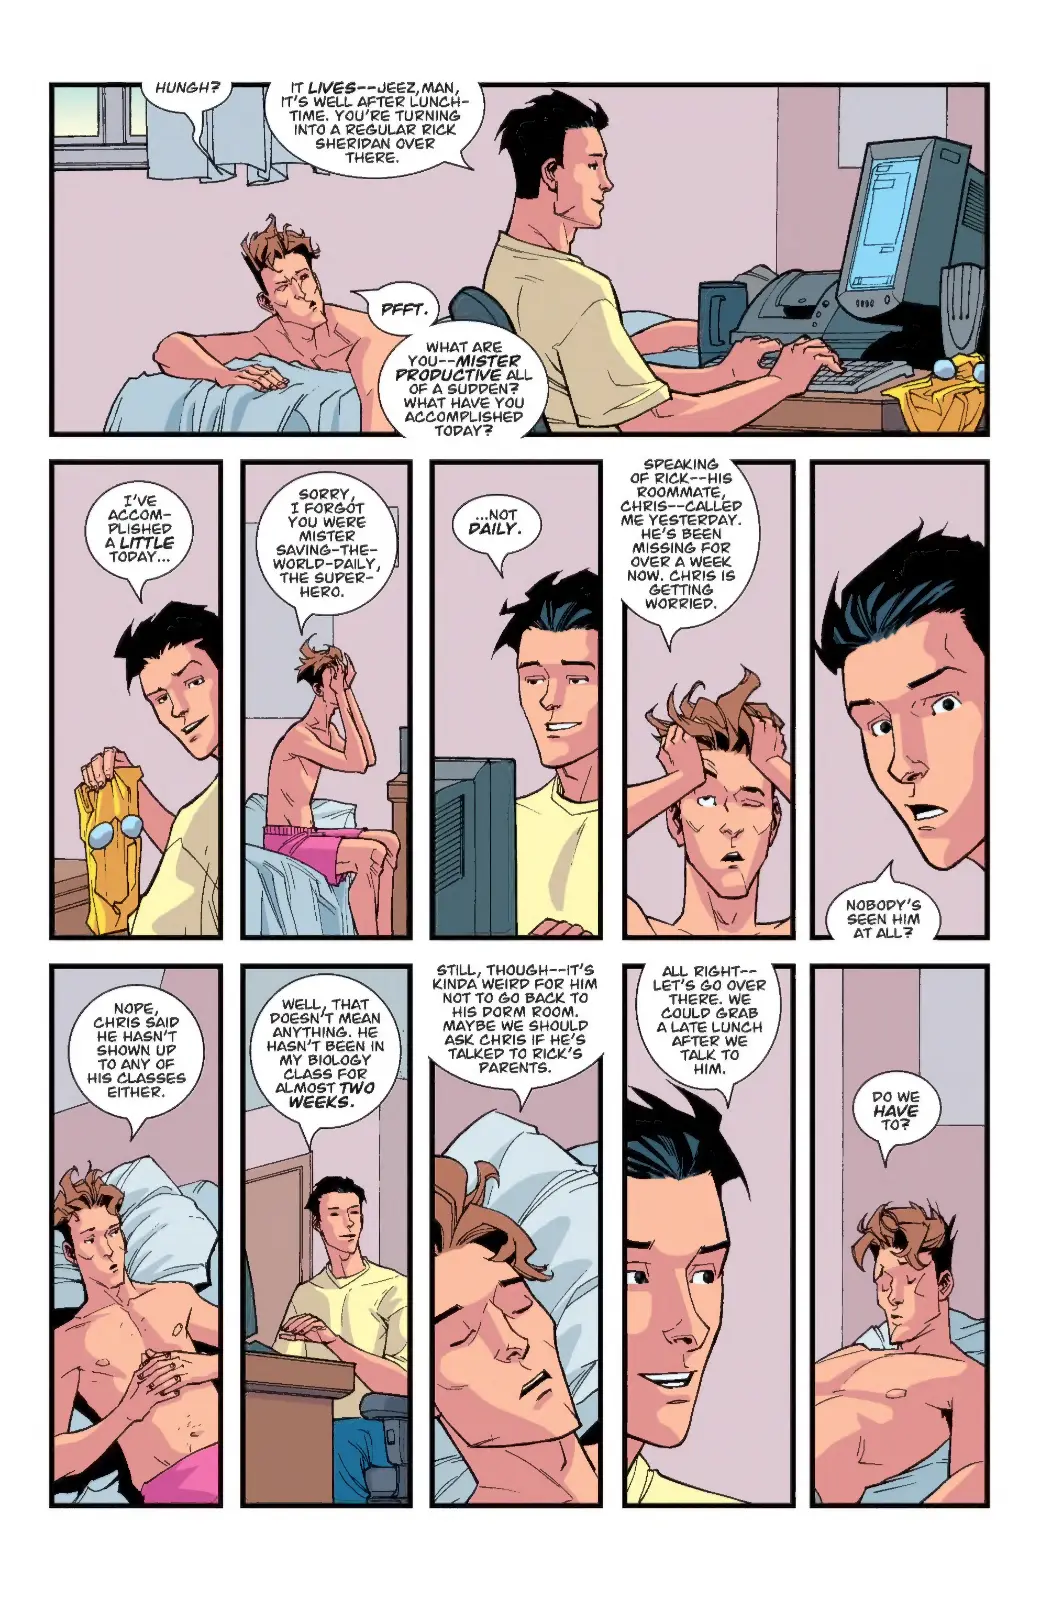 HUNGH?
IT LIVES--JEEZ, MAN,
IT'S WELL AFTER LUNCH-
TIME. YOU'RE TURNING
INTO A REGULAR RICK
SHERIDAN OVER
THERE.
PFFT.
WHAT ARE
YOU--MISTER
PRODUCTIVE ALL
OF A SUDDEN?
WHAT HAVE YOU
ACCOMPLISHED
TODAY?
I'VE
ACCOM-
PLISHED
A LITTLE
TODAY...
SORRY,
I FORGOT
YOU WERE
MISTER
SAVING-THE-
WORLD-DAILY,
THE SUPER-
HERO.
...NOT
DAILY.
SPEAKING
OF RICK--HIS
ROOMMATE,
CHRIS--CALLED
ME YESTERDAY.
HE'S BEEN
MISSING FOR
OVER A WEEK
NOW. CHRIS IS
GETTING
WORRIED.
NOBODY'S
SEEN HIM
AT ALL?
NOPE,
CHRIS SAID
HE HASN'T
SHOWN UP
TO ANY OF
HIS CLASSES
EITHER.
WELL, THAT
DOESN'T MEAN
ANYTHING. HE
HASN'T BEEN IN
MY BIOLOGY
CLASS FOR
ALMOST TWO
WEEKS.
STILL, THOUGH--IT'S
KINDA WEIRD FOR HIM
NOT TO GO BACK TO
HIS DORM ROOM.
MAYBE WE SHOULD
ASK CHRIS IF HE'S
TALKED TO RICK'S
PARENTS.
ALL RIGHT--
LET'S GO OVER
THERE. WE
COULD GRAB
A LATE LUNCH
AFTER WE
TALK TO
HIM.
DO WE
HAVE
TO?